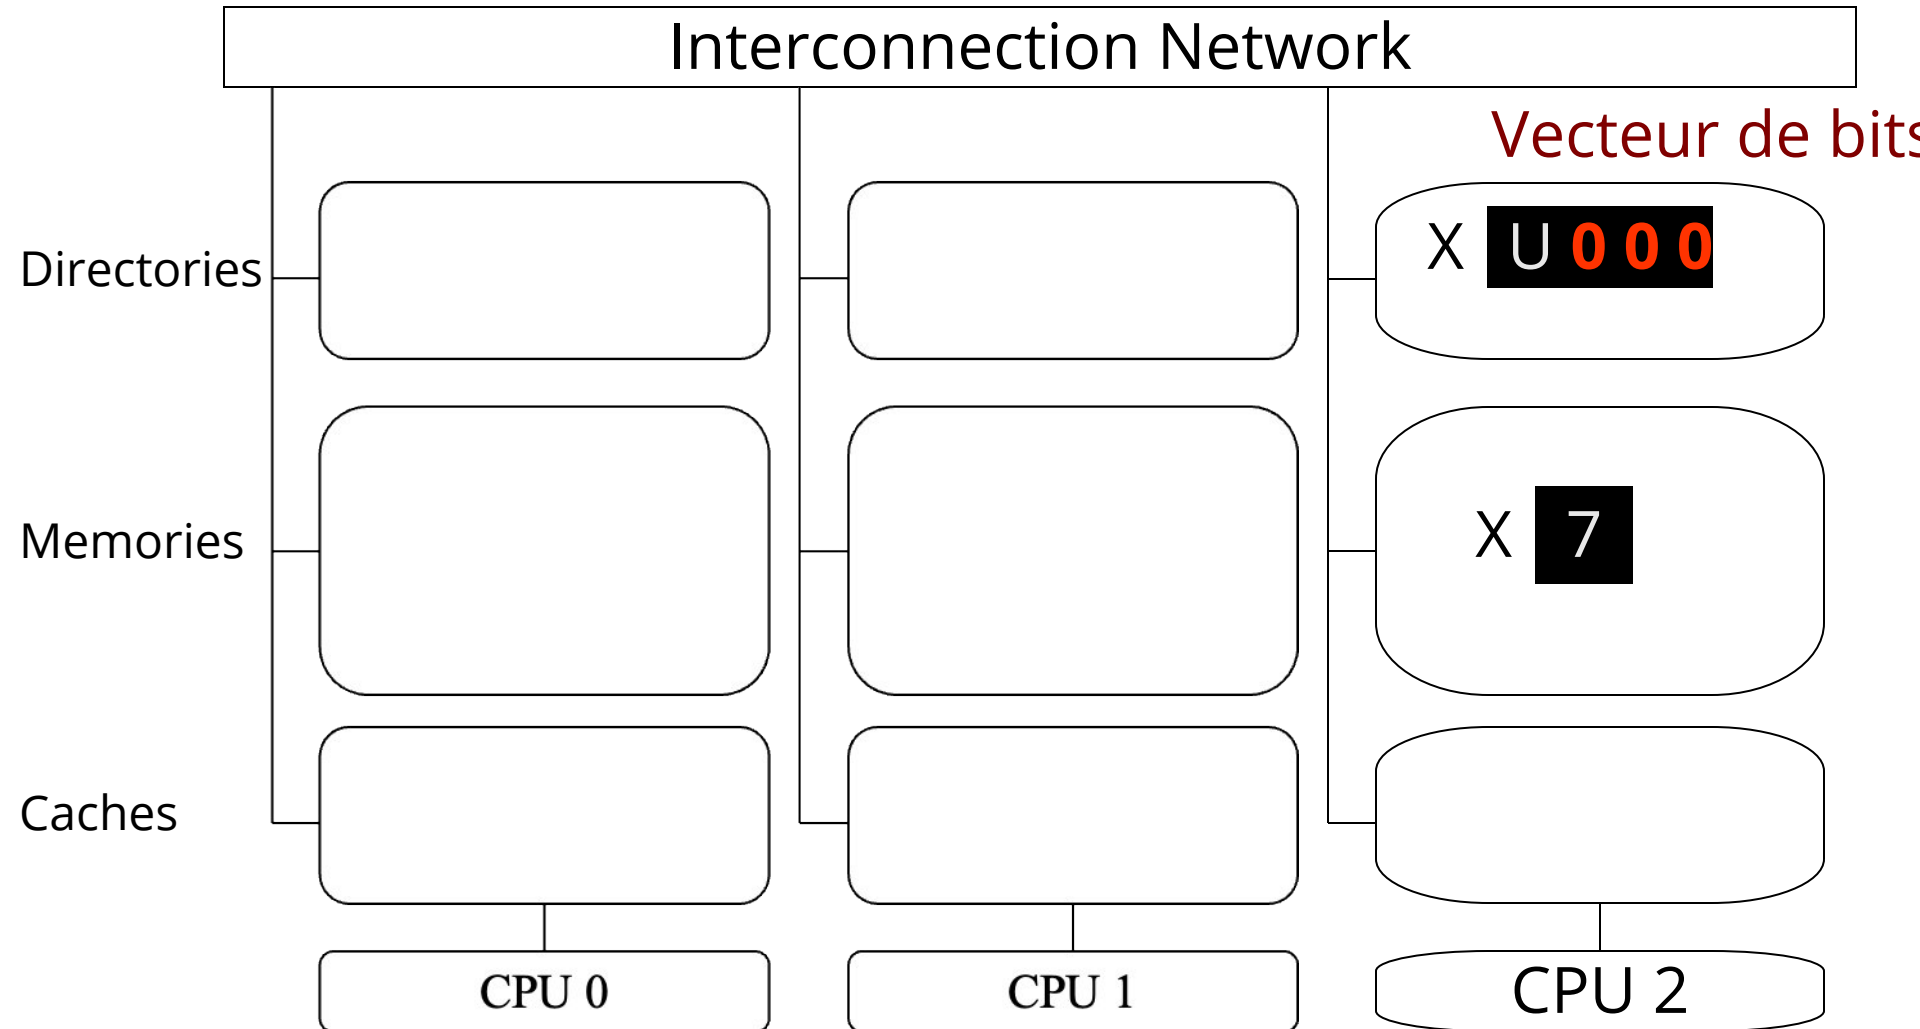 Interconnection Network
Vecteur de bits
Directories
X U 0 0 0
Memories
X 7
Caches
CPU 0
CPU 1
CPU 2